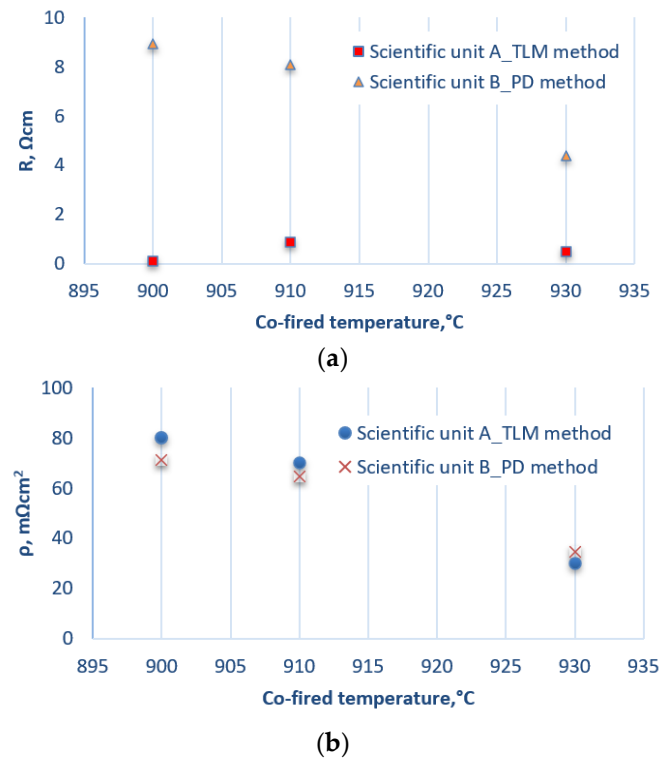 10
8
6
4
2
0
R, Ωcm
Scientific unit A_TLM method
Scientific unit B_PD method
895 900 905 910 915 920 925 930 935
Co-fired temperature,°C
(a)
100
80
60
40
20
0
ρ, mΩcm²
Scientific unit A_TLM method
Scientific unit B_PD method
895 900 905 910 915 920 925 930 935
Co-fired temperature,°C
(b)